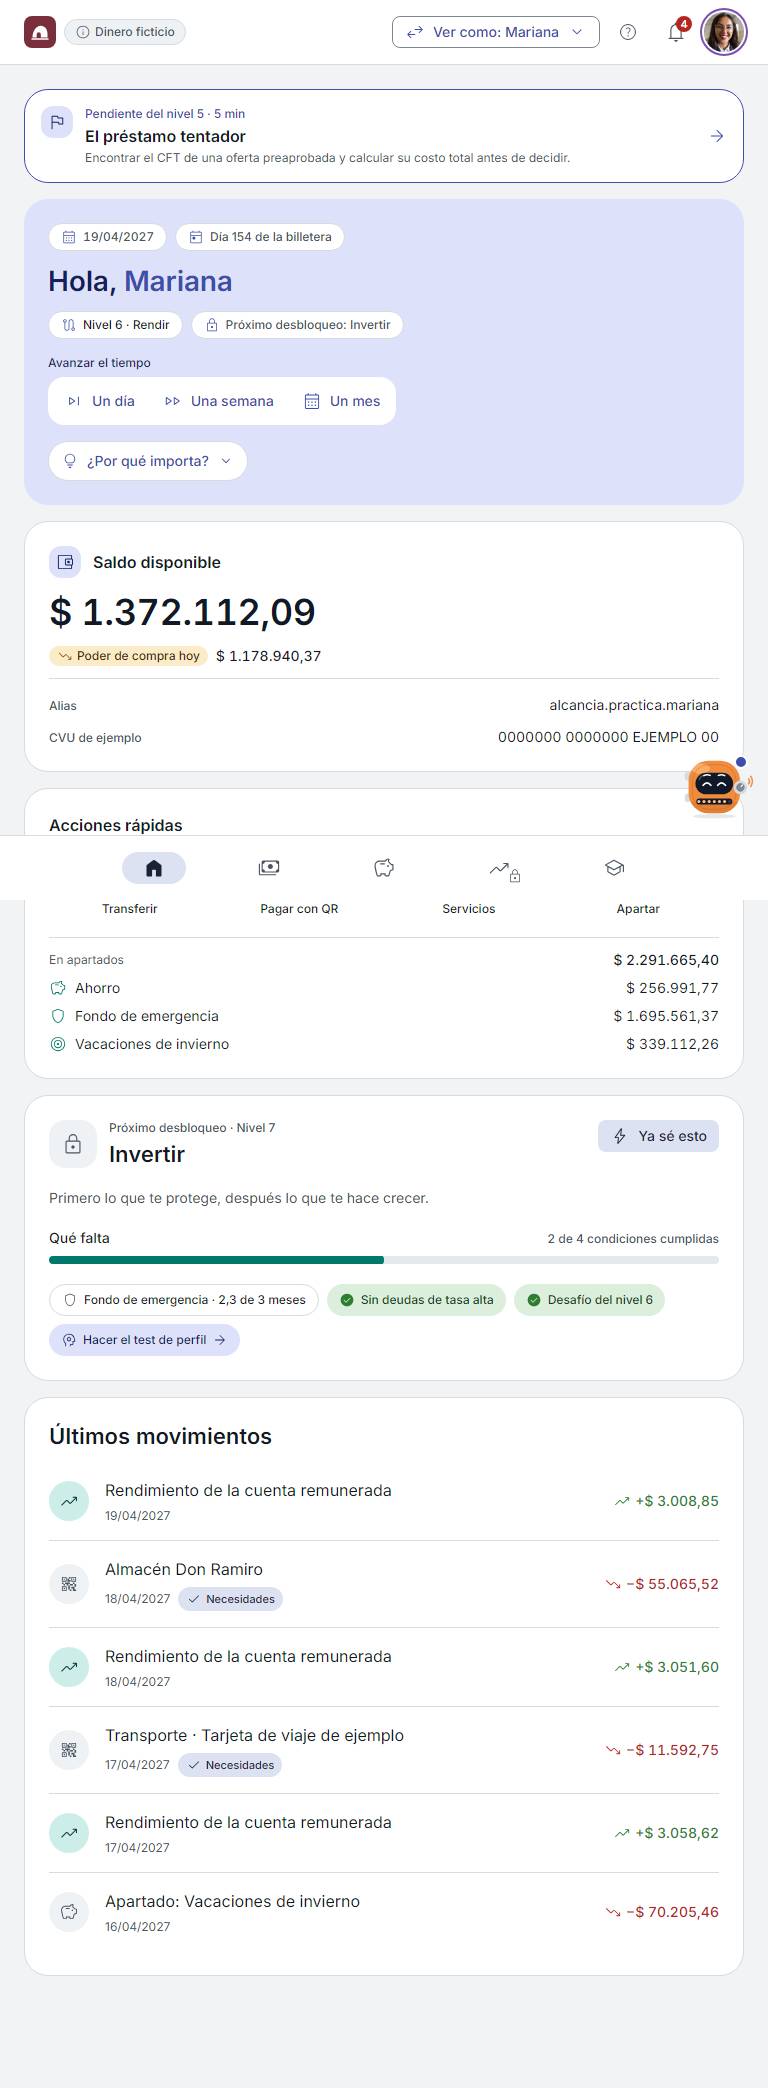 Dinero ficticio
Ver como: Mariana
4
Pendiente del nivel 5 · 5 min
El préstamo tentador
Encontrar el CFT de una oferta preaprobada y calcular su costo total antes de decidir.
19/04/2027
Día 154 de la billetera
Hola, Mariana
Nivel 6 · Rendir
Próximo desbloqueo: Invertir
Avanzar el tiempo
Un día
Una semana
Un mes
¿Por qué importa?
Saldo disponible
$ 1.372.112,09
Poder de compra hoy $ 1.178.940,37
Alias alcancia.practica.mariana
CVU de ejemplo 0000000 0000000 EJEMPLO 00
Acciones rápidas
Transferir
Pagar con QR
Servicios
Apartar
En apartados $ 2.291.665,40
Ahorro $ 256.991,77
Fondo de emergencia $ 1.695.561,37
Vacaciones de invierno $ 339.112,26
Próximo desbloqueo · Nivel 7
Invertir
Ya sé esto
Primero lo que te protege, después lo que te hace crecer.
Qué falta 2 de 4 condiciones cumplidas
Fondo de emergencia · 2,3 de 3 meses
Sin deudas de tasa alta
Desafío del nivel 6
Hacer el test de perfil
Últimos movimientos
Rendimiento de la cuenta remunerada
19/04/2027
+$ 3.008,85
Almacén Don Ramiro
18/04/2027 Necesidades
−$ 55.065,52
Rendimiento de la cuenta remunerada
18/04/2027
+$ 3.051,60
Transporte · Tarjeta de viaje de ejemplo
17/04/2027 Necesidades
−$ 11.592,75
Rendimiento de la cuenta remunerada
17/04/2027
+$ 3.058,62
Apartado: Vacaciones de invierno
16/04/2027
−$ 70.205,46